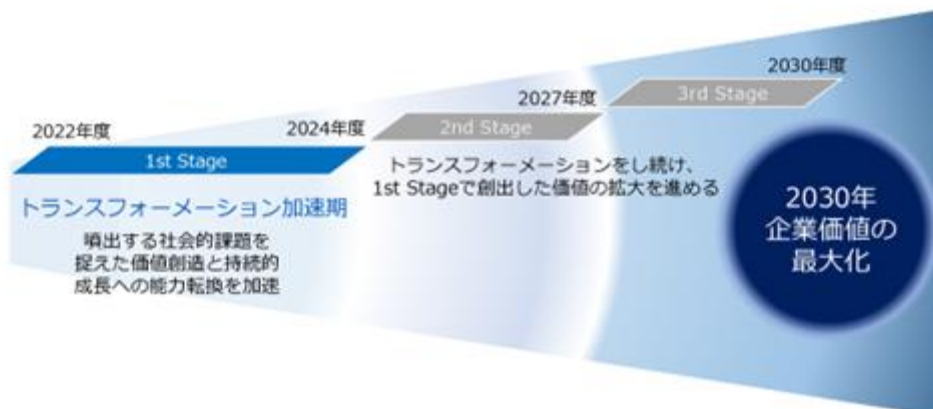 2022年度
2024年度
1st Stage
トランスフォーメーション加速期
噴出する社会的課題を
捉えた価値創造と持続的
成長への能力転換を加速
2027年度
2nd Stage
トランスフォーメーションをし続け、
1st Stageで創出した価値の拡大を進める
2030年度
3rd Stage
2030年
企業価値の
最大化